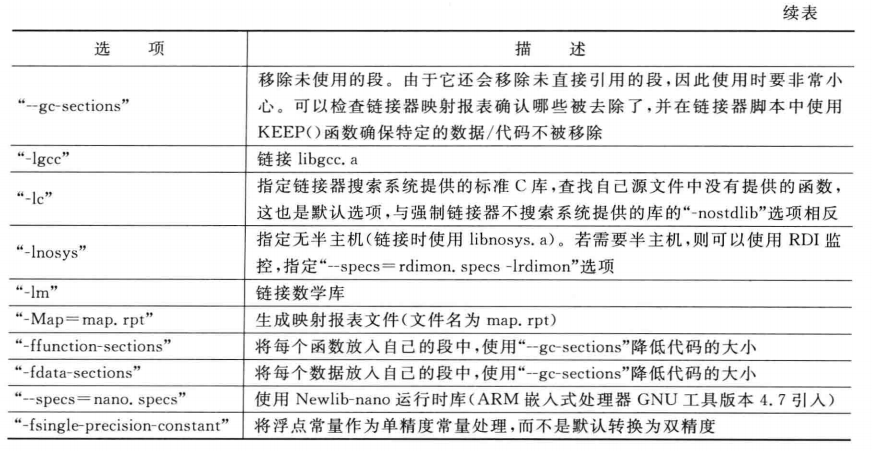 续表
选 项 描 述
“--gc-sections” 移除未使用的段。由于它还会移除未直接引用的段,因此使用时要非常小
心。可以检查链接器映射报表确认哪些被去除了,并在链接器脚本中使用
KEEP()函数确保特定的数据/代码不被移除
“-lgcc” 链接 libgcc. a
“-lc” 指定链接器搜索系统提供的标准 C 库,查找自己源文件中没有提供的函数,
这也是默认选项,与强制链接器不搜索系统提供的库的“-nostdlib”选项相反
“-lnosys” 指定无半主机(链接时使用 libnosys. a)。若需要半主机,则可以使用 RDI 监
控,指定“--specs=rdimon. specs -lrdimon”选项
“-lm” 链接数学库
“-Map=map. rpt” 生成映射报表文件(文件名为 map. rpt)
“-ffunction-sections” 将每个函数放入自己的段中,使用“--gc-sections”降低代码的大小
“-fdata-sections” 将每个数据放入自己的段中,使用“--gc-sections”降低代码的大小
“--specs=nano. specs” 使用 Newlib-nano 运行时库(ARM 嵌入式处理器 GNU 工具版本 4.7 引入)
“-fsingle-precision-constant” 将浮点常量作为单精度常量处理,而不是默认转换为双精度